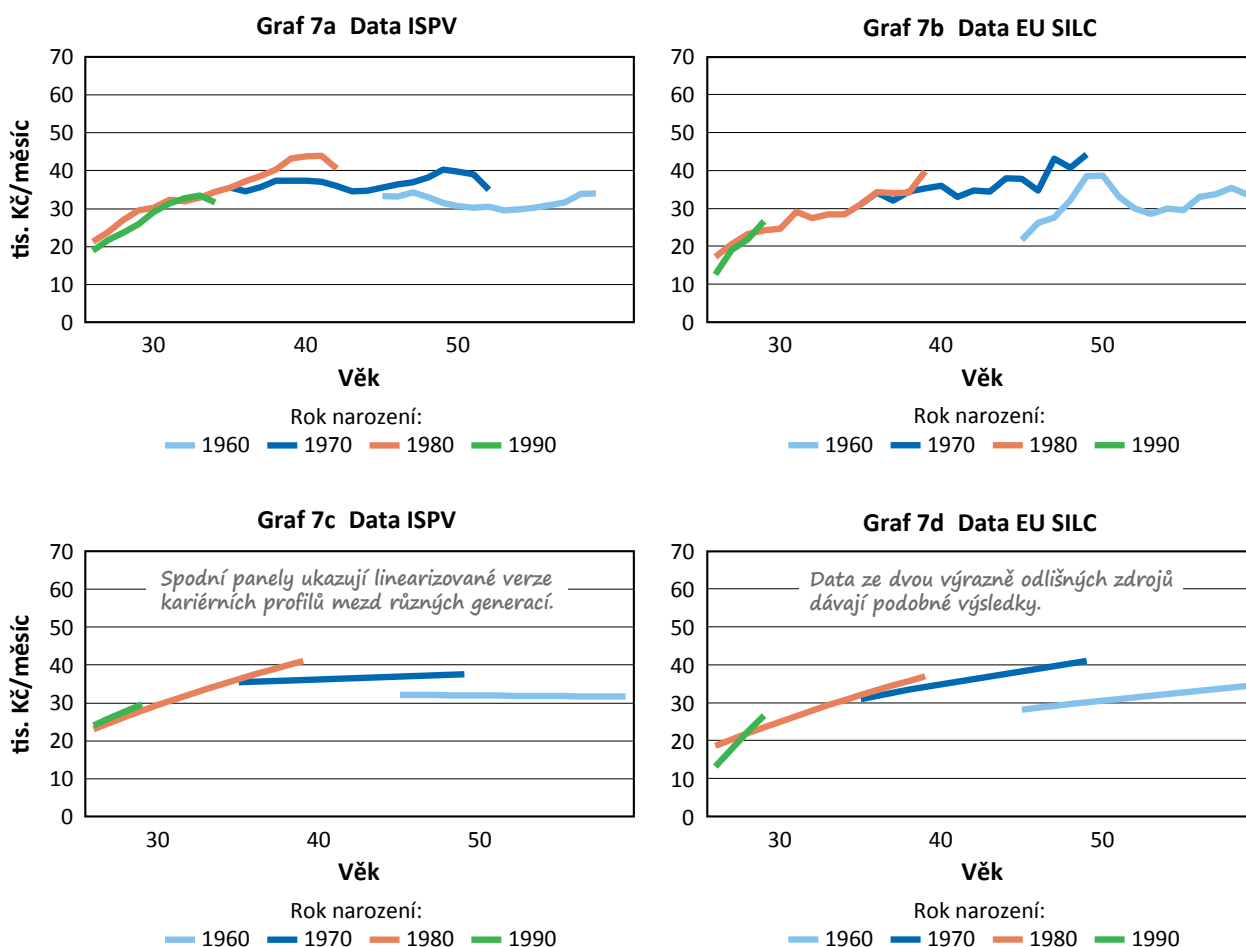 Graf 7a Data ISPV
70
60
50
40
30
20
10
0
tis. Kč/měsíc
30 40 50
Věk
Rok narození:
1960 1970 1980 1990
Graf 7b Data EU SILC
70
60
50
40
30
20
10
0
30 40 50
Věk
Rok narození:
1960 1970 1980 1990
Graf 7c Data ISPV
70
60
50
40
30
20
10
0
tis. Kč/měsíc
Spodní panely ukazují linearizované verze
kariérních profilů mezd různých generací.
30 40 50
Věk
Rok narození:
1960 1970 1980 1990
Graf 7d Data EU SILC
70
60
50
40
30
20
10
0
Data ze dvou výrazně odlišných zdrojů
dávají podobné výsledky.
30 40 50
Věk
Rok narození:
1960 1970 1980 1990